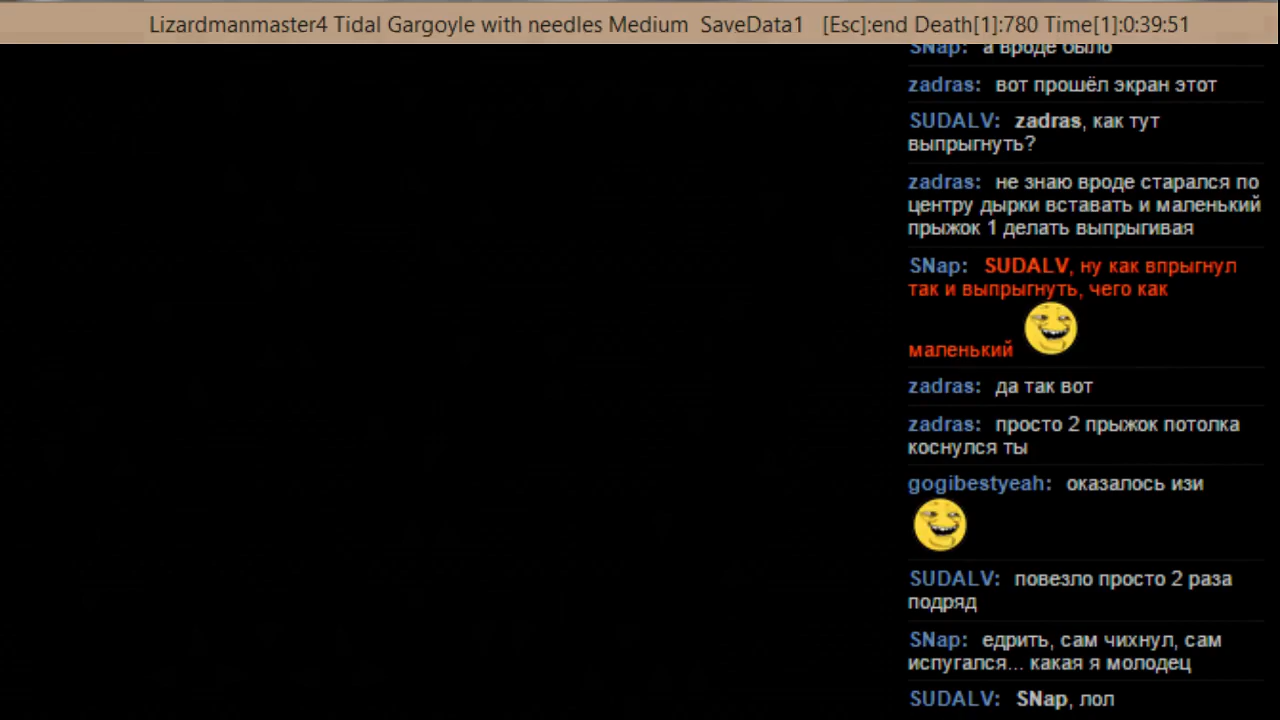 Lizardmanmaster4 Tidal Gargoyle with needles Medium  SaveData1   [Esc]:end Death[1]:780 Time[1]:0:39:51
SNap: а вроде было
zadras: вот прошёл экран этот
SUDALV: zadras, как тут
выпрыгнуть?
zadras: не знаю вроде старался по
центру дырки вставать и маленький
прыжок 1 делать выпрыгивая
SNap: SUDALV, ну как впрыгнул
так и выпрыгнуть, чего как
маленький
zadras: да так вот
zadras: просто 2 прыжок потолка
коснулся ты
gogibestyeah: оказалось изи
SUDALV: повезло просто 2 раза
подряд
SNap: едрить, сам чихнул, сам
испугался... какая я молодец
SUDALV: SNap, лол